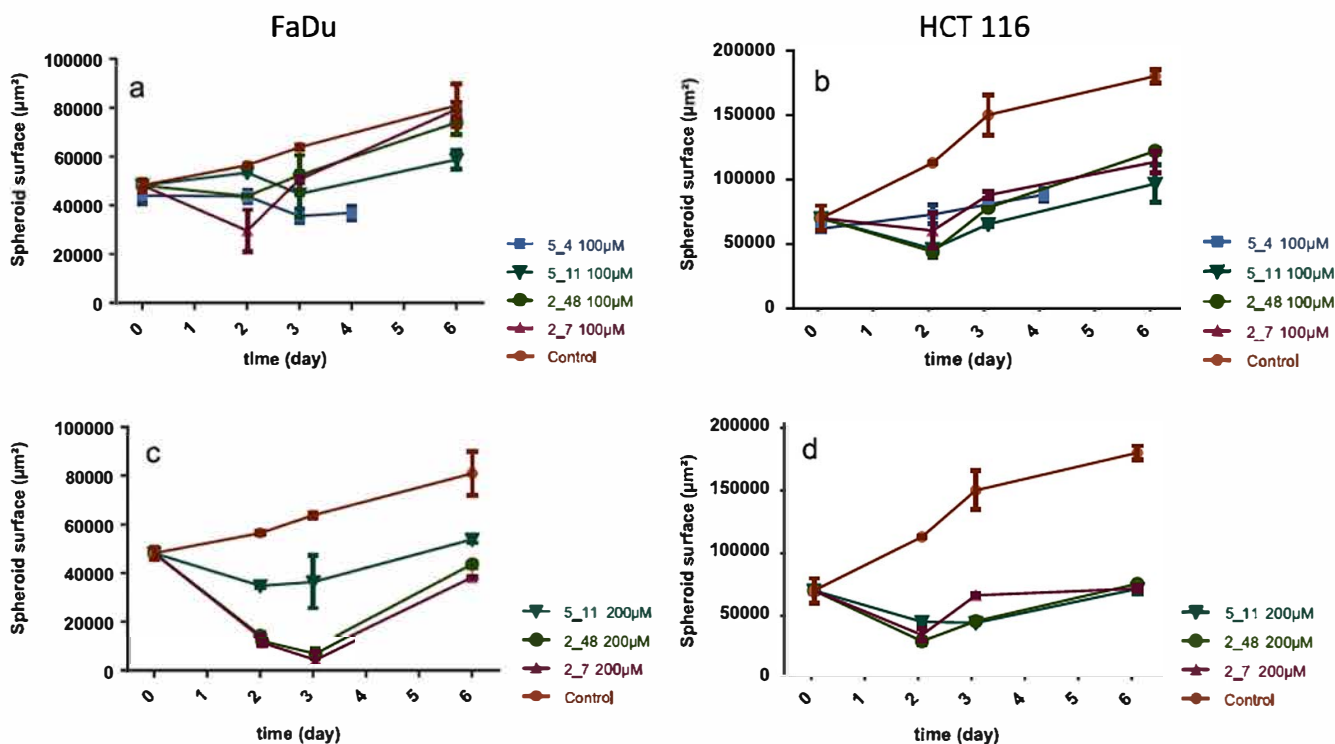 FaDu
HCT 116
a
Spheroid surface (µm²)
100000
80000
60000
40000
20000
0
0 1 2 3 4 5 6
time (day)
5_4 100µM
5_11 100µM
2_48 100µM
2_7 100µM
Control
b
Spheroid surface (µm²)
200000
150000
100000
50000
0
0 1 2 3 4 5 6
time (day)
5_4 100µM
5_11 100µM
2_48 100µM
2_7 100µM
Control
c
Spheroid surface (µm²)
100000
80000
60000
40000
20000
0
0 1 2 3 4 5 6
time (day)
5_11 200µM
2_48 200µM
2_7 200µM
Control
d
Spheroid surface (µm²)
200000
150000
100000
50000
0
0 1 2 3 4 5 6
time (day)
5_11 200µM
2_48 200µM
2_7 200µM
Control